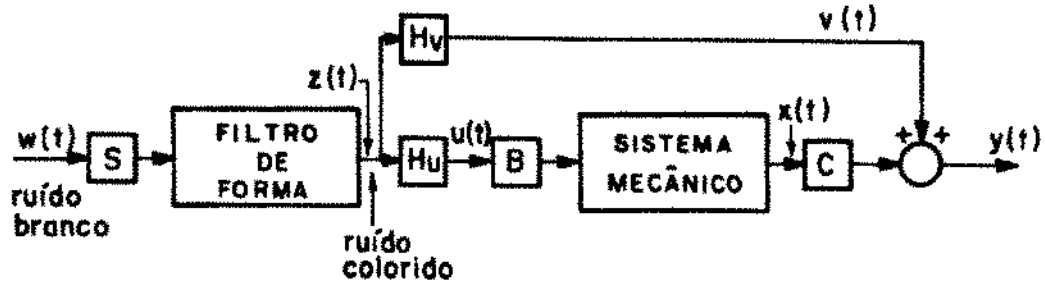 v(t)
Hv
z(t)
w(t)
S
FILTRO
DE
FORMA
Hu
u(t)
B
SISTEMA
MECÂNICO
x(t)
C
+ +
y(t)
ruído
branco
ruído
colorido